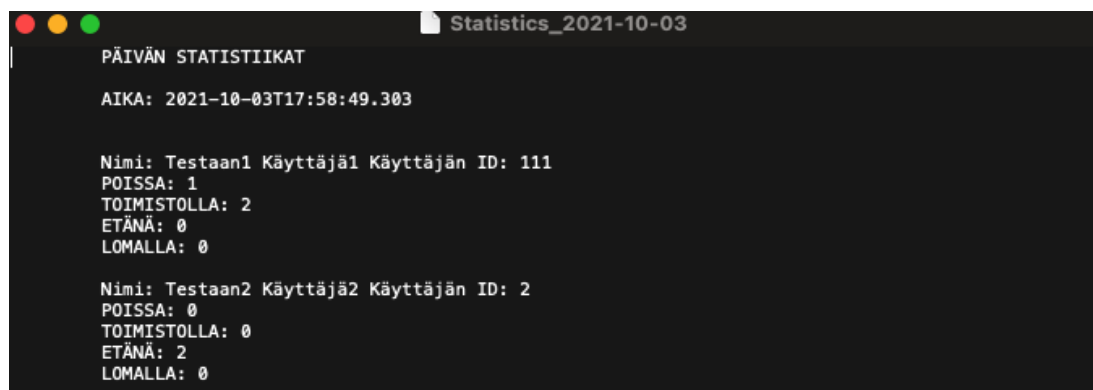 Statistics_2021-10-03
PÄIVÄN STATISTIIKAT
AIKA: 2021-10-03T17:58:49.303
Nimi: Testaan1 Käyttäjä1 Käyttäjän ID: 111
POISSA: 1
TOIMISTOLLA: 2
ETÄNÄ: 0
LOMALLA: 0
Nimi: Testaan2 Käyttäjä2 Käyttäjän ID: 2
POISSA: 0
TOIMISTOLLA: 0
ETÄNÄ: 2
LOMALLA: 0